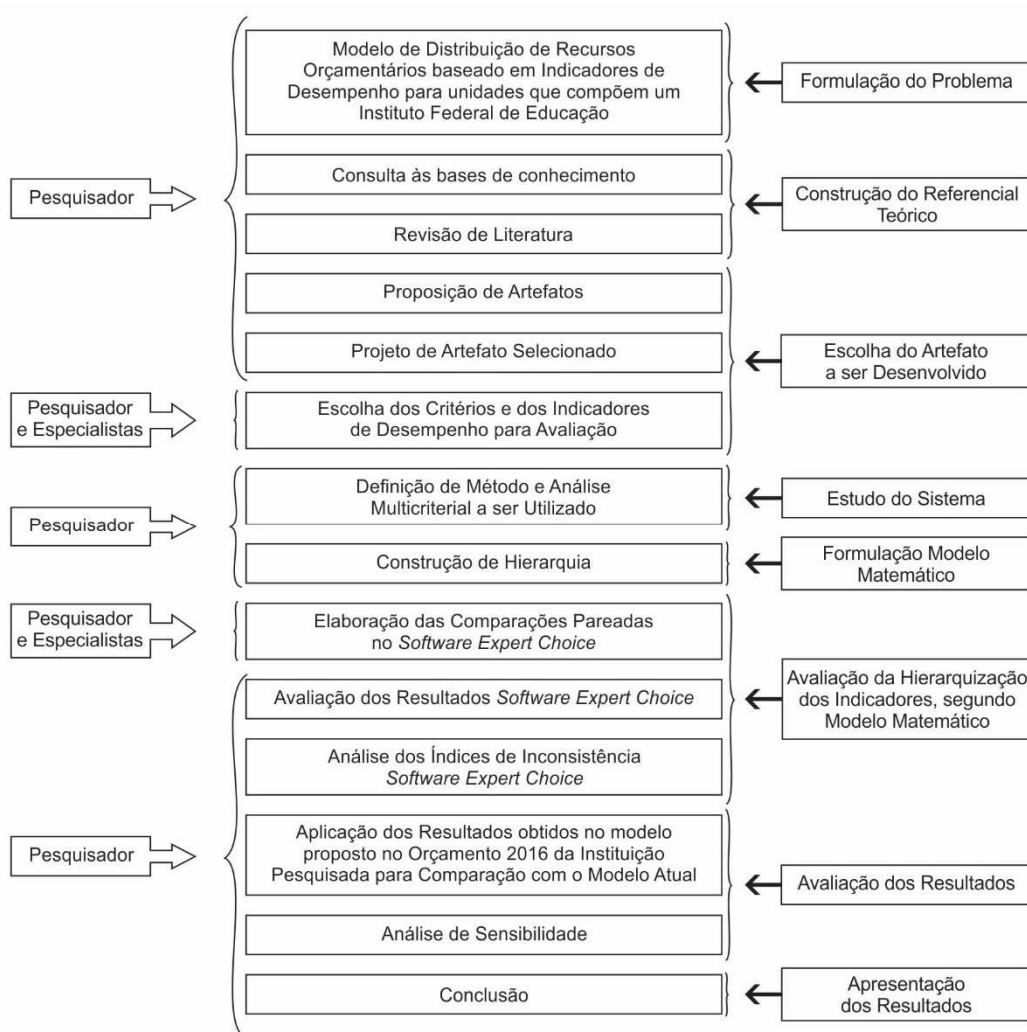 Modelo de Distribuição de Recursos
Orçamentários baseado em Indicadores de
Desempenho para unidades que compõem um
Instituto Federal de Educação
Formulação do Problema
Pesquisador
Consulta às bases de conhecimento
Revisão de Literatura
Construção do Referencial
Teórico
Proposição de Artefatos
Projeto de Artefato Selecionado
Escolha do Artefato
a ser Desenvolvido
Pesquisador
e Especialistas
Escolha dos Critérios e dos Indicadores
de Desempenho para Avaliação
Pesquisador
Definição de Método e Análise
Multicriterial a ser Utilizado
Estudo do Sistema
Construção de Hierarquia
Formulação Modelo
Matemático
Pesquisador
e Especialistas
Elaboração das Comparações Pareadas
no Software Expert Choice
Avaliação dos Resultados Software Expert Choice
Avaliação da Hierarquização
dos Indicadores, segundo
Modelo Matemático
Análise dos Índices de Inconsistência
Software Expert Choice
Pesquisador
Aplicação dos Resultados obtidos no modelo
proposto no Orçamento 2016 da Instituição
Pesquisada para Comparação com o Modelo Atual
Avaliação dos Resultados
Análise de Sensibilidade
Conclusão
Apresentação
dos Resultados